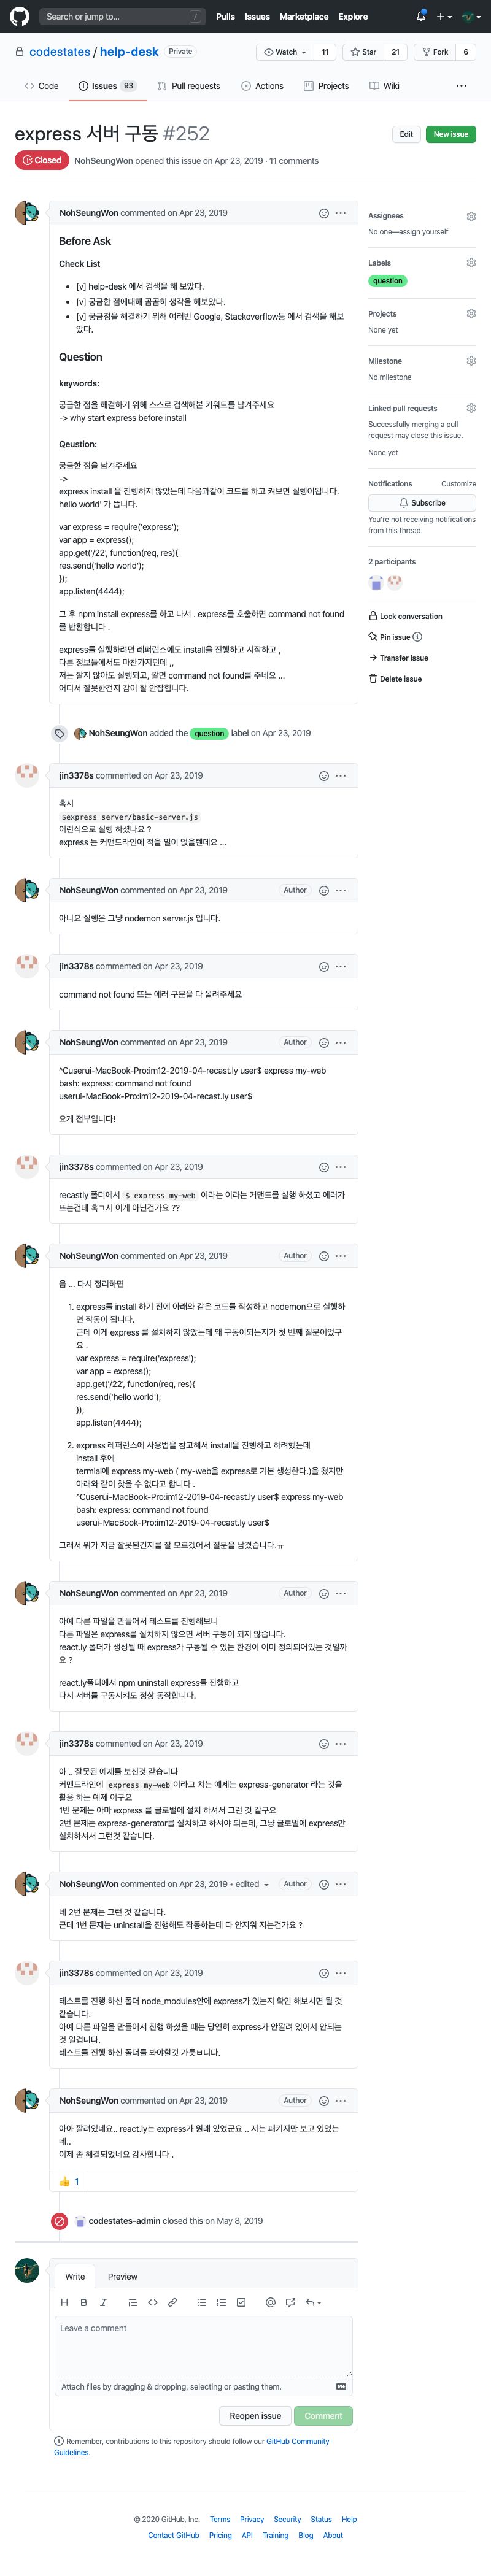 Search or jump to...
/
Pulls Issues Marketplace Explore
codestates / help-desk Private
Watch 11 Star 21 Fork 6
Code Issues 93 Pull requests Actions Projects Wiki
express 서버 구동 #252
Edit New issue
Closed NohSeungWon opened this issue on Apr 23, 2019 · 11 comments
NohSeungWon commented on Apr 23, 2019
Before Ask
Check List
[v] help-desk 에서 검색을 해 보았다.
[v] 궁금한 점에대해 곰곰히 생각을 해보았다.
[v] 궁금점을 해결하기 위해 여러번 Google, Stackoverflow등 에서 검색을 해보
았다.
Question
keywords:
궁금한 점을 해결하기 위해 스스로 검색해본 키워드를 남겨주세요
-> why start express before install
Qeustion:
궁금한 점을 남겨주세요
->
express install 을 진행하지 않았는데 다음과같이 코드를 하고 켜보면 실행이됩니다.
hello world' 가 뜹니다.
var express = require('express');
var app = express();
app.get('/22', function(req, res){
res.send('hello world');
});
app.listen(4444);
그 후 npm install express를 하고 나서 . express를 호출하면 command not found
를 반환합니다 .
express를 실행하려면 레퍼런스에도 install을 진행하고 시작하고 ,
다른 정보들에서도 마찬가지던데 ,,
저는 깔지 않아도 실행되고, 깔면 command not found를 주네요 ...
어디서 잘못한건지 감이 잘 안잡힙니다.
Assignees
No one—assign yourself
Labels
question
Projects
None yet
Milestone
No milestone
Linked pull requests
Successfully merging a pull
request may close this issue.
None yet
Notifications Customize
Subscribe
You're not receiving notifications
from this thread.
2 participants
Lock conversation
Pin issue
Transfer issue
Delete issue
NohSeungWon added the question label on Apr 23, 2019
jin3378s commented on Apr 23, 2019
혹시
$express server/basic-server.js
이런식으로 실행 하셨나요 ?
express 는 커맨드라인에 적을 일이 없을텐데요 ...
NohSeungWon commented on Apr 23, 2019 Author
아니요 실행은 그냥 nodemon server.js 입니다.
jin3378s commented on Apr 23, 2019
command not found 뜨는 에러 구문을 다 올려주세요
NohSeungWon commented on Apr 23, 2019 Author
^Cuserui-MacBook-Pro:im12-2019-04-recast.ly user$ express my-web
bash: express: command not found
userui-MacBook-Pro:im12-2019-04-recast.ly user$
요게 전부입니다!
jin3378s commented on Apr 23, 2019
recastly 폴더에서 $ express my-web 이라는 이라는 커맨드를 실행 하셨고 에러가
뜨는건데 혹ㄱ시 이게 아닌건가요 ??
NohSeungWon commented on Apr 23, 2019 Author
음 ... 다시 정리하면
1. express를 install 하기 전에 아래와 같은 코드를 작성하고 nodemon으로 실행하
면 작동이 됩니다.
근데 이게 express 를 설치하지 않았는데 왜 구동이되는지가 첫 번째 질문이었구
요 .
var express = require('express');
var app = express();
app.get('/22', function(req, res){
res.send('hello world');
});
app.listen(4444);
2. express 레퍼런스에 사용법을 참고해서 install을 진행하고 하려했는데
install 후에
termial에 express my-web ( my-web을 express로 기본 생성한다.)을 쳤지만
아래와 같이 찾을 수 없다고 합니다 .
^Cuserui-MacBook-Pro:im12-2019-04-recast.ly user$ express my-web
bash: express: command not found
userui-MacBook-Pro:im12-2019-04-recast.ly user$
그래서 뭐가 지금 잘못된건지를 잘 모르겠어서 질문을 남겼습니다.ㅠ
NohSeungWon commented on Apr 23, 2019 Author
아예 다른 파일을 만들어서 테스트를 진행해보니
다른 파일은 express를 설치하지 않으면 서버 구동이 되지 않습니다.
react.ly 폴더가 생성될 때 express가 구동될 수 있는 환경이 이미 정의되어있는 것일까
요 ?
react.ly폴더에서 npm uninstall express를 진행하고
다시 서버를 구동시켜도 정상 동작합니다.
jin3378s commented on Apr 23, 2019
아 .. 잘못된 예제를 보신것 같습니다
커맨드라인에 express my-web 이라고 치는 예제는 express-generator 라는 것을
활용 하는 예제 이구요
1번 문제는 아마 express 를 글로벌에 설치 하셔서 그런 것 같구요
2번 문제는 express-generator를 설치하고 하셔야 되는데, 그냥 글로벌에 express만
설치하셔서 그런것 같습니다.
NohSeungWon commented on Apr 23, 2019 • edited Author
네 2번 문제는 그런 것 같습니다.
근데 1번 문제는 uninstall을 진행해도 작동하는데 다 안지워 지는건가요 ?
jin3378s commented on Apr 23, 2019
테스트를 진행 하신 폴더 node_modules안에 express가 있는지 확인 해보시면 될 것
같습니다.
아예 다른 파일을 만들어서 진행 하셨을 때는 당연히 express가 안깔려 있어서 안되는
것 일겁니다.
테스트를 진행 하신 폴더를 봐야할것 가틋ㅂ니다.
NohSeungWon commented on Apr 23, 2019 Author
아아 깔려있네요.. react.ly는 express가 원래 있었군요 .. 저는 패키지만 보고 있었는
데..
이제 좀 해결되었네요 감사합니다 .
👍 1
codestates-admin closed this on May 8, 2019
Write Preview
Leave a comment
Attach files by dragging & dropping, selecting or pasting them.
Reopen issue Comment
Remember, contributions to this repository should follow our GitHub Community
Guidelines.
© 2020 GitHub, Inc. Terms Privacy Security Status Help
Contact GitHub Pricing API Training Blog About